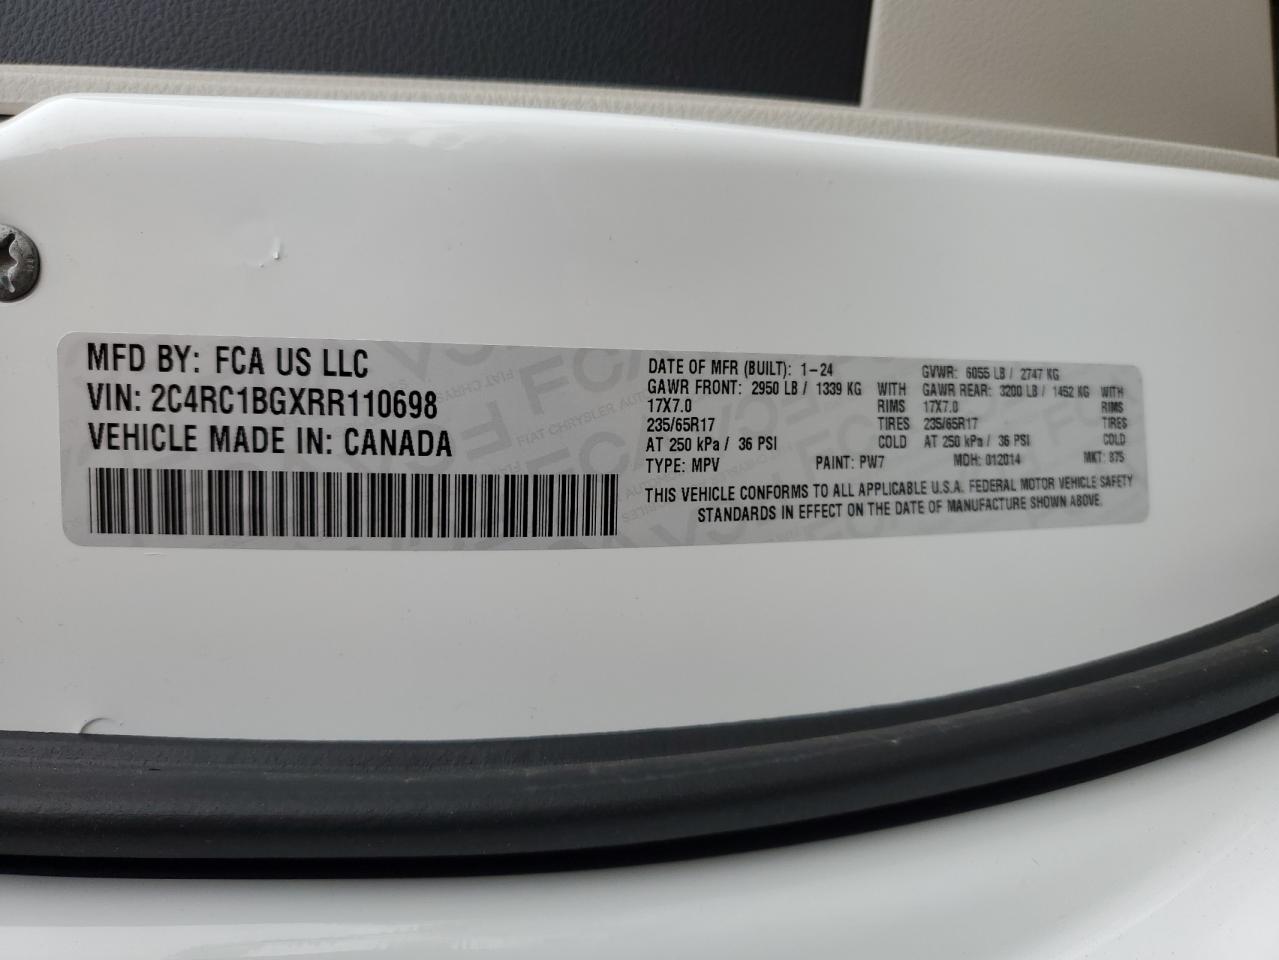 MFD BY: FCA US LLC
VIN: 2C4RC1BGXRR110698
VEHICLE MADE IN: CANADA
DATE OF MFR (BUILT): 1-24 GVWR: 6055 LB / 2747 KG
GAWR FRONT: 2950 LB / 1339 KG WITH GAWR REAR: 3200 LB / 1452 KG WITH
17X7.0 RIMS 17X7.0 RIMS
235/65R17 TIRES 235/65R17 TIRES
AT 250 kPa / 36 PSI COLD AT 250 kPa / 36 PSI COLD
TYPE: MPV PAINT: PW7 MDH: 012014 MKT: 875
THIS VEHICLE CONFORMS TO ALL APPLICABLE U.S.A. FEDERAL MOTOR VEHICLE SAFETY
STANDARDS IN EFFECT ON THE DATE OF MANUFACTURE SHOWN ABOVE.